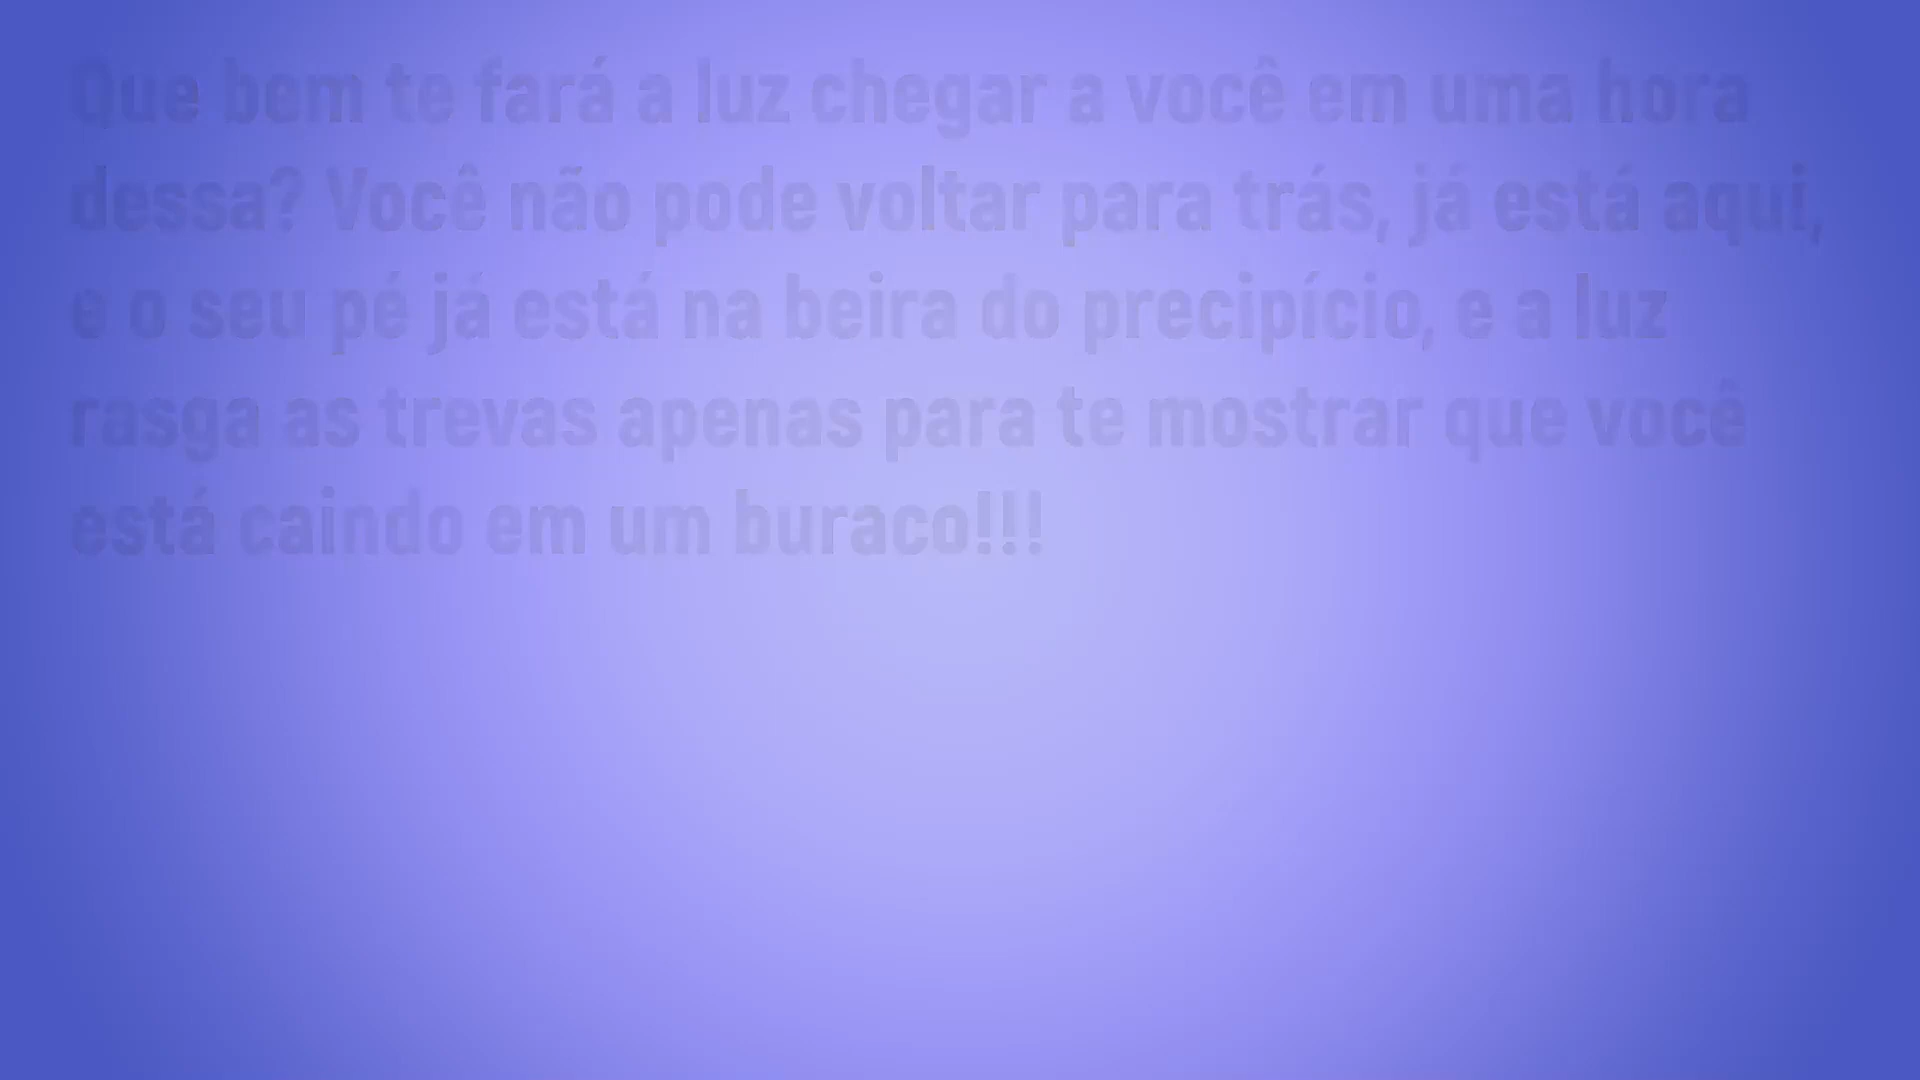 Que bem te fará a luz chegar a você em uma hora
dessa? Você não pode voltar para trás, já está aqui,
e o seu pé já está na beira do precipício, e a luz
rasga as trevas apenas para te mostrar que você
está caindo em um buraco!!!